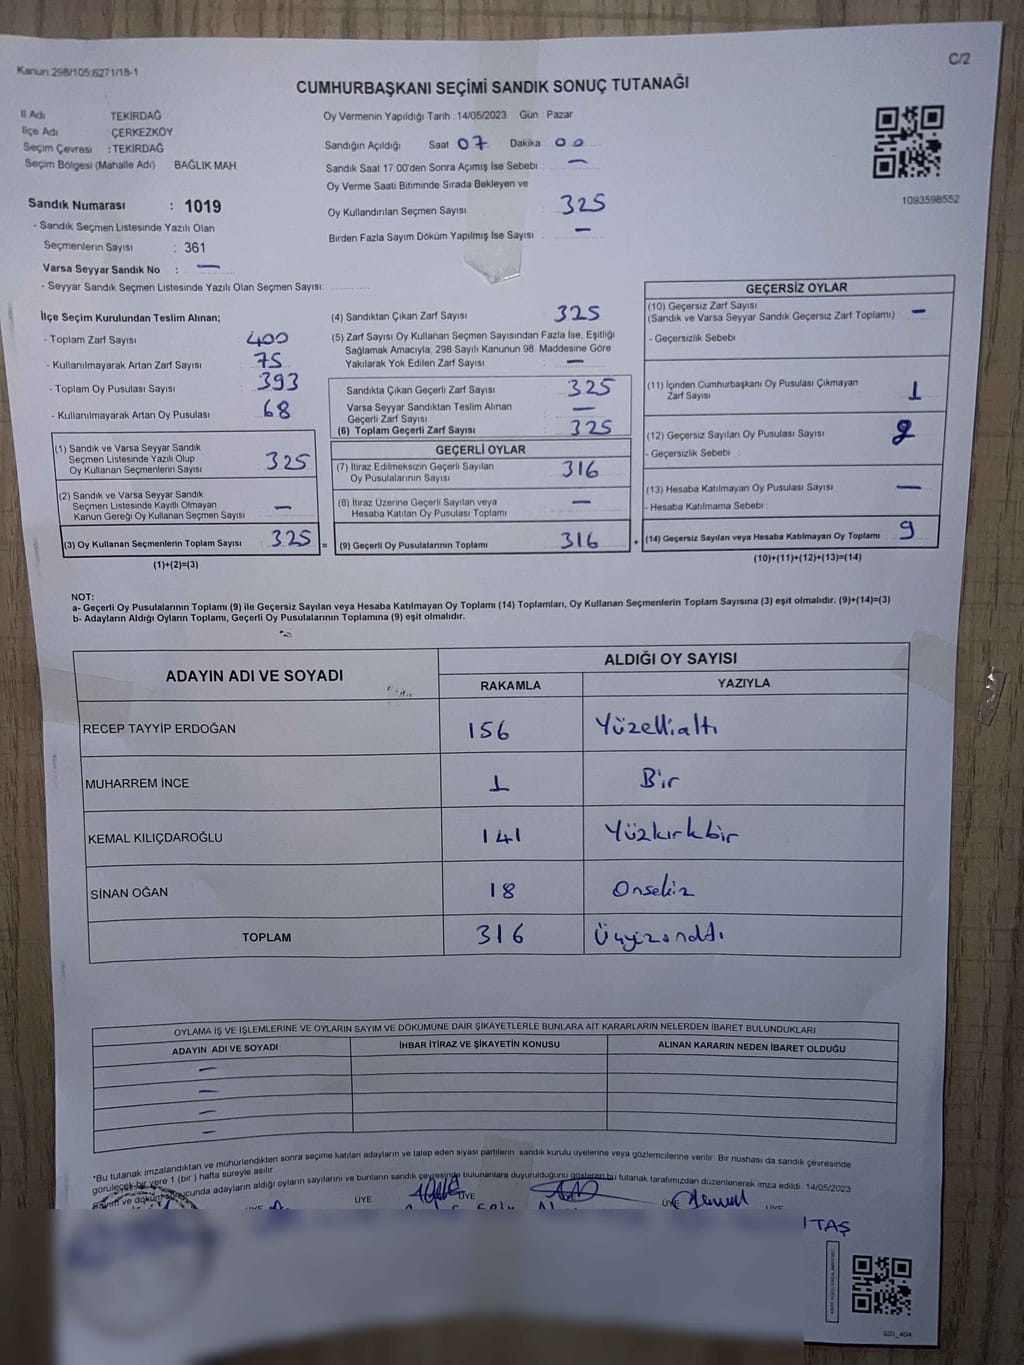 Kanun:298/105:6271/18-1
C/2
CUMHURBAŞKANI SEÇİMİ SANDIK SONUÇ TUTANAĞI
İl Adı TEKİRDAĞ
İlçe Adı ÇERKEZKÖY
Seçim Çevresi : TEKİRDAĞ
Seçim Bölgesi (Mahalle Adı) BAĞLIK MAH.
Sandık Numarası : 1019
- Sandık Seçmen Listesinde Yazılı Olan
Seçmenlerin Sayısı : 361
Varsa Seyyar Sandık No : —
- Seyyar Sandık Seçmen Listesinde Yazılı Olan Seçmen Sayısı:
Oy Vermenin Yapıldığı Tarih 14/05/2023 Gün Pazar
Sandığın Açıldığı Saat 07 Dakika 00
Sandık Saat 17.00'den Sonra Açımış İse Sebebi —
Oy Verme Saati Bitiminde Sırada Bekleyen ve
Oy Kullandırılan Seçmen Sayısı 325
Birden Fazla Sayım Döküm Yapılmış İse Sayısı —
1093598552
İlçe Seçim Kurulundan Teslim Alınan;
- Toplam Zarf Sayısı 400
- Kullanılmayarak Artan Zarf Sayısı 75
- Toplam Oy Pusulası Sayısı 393
- Kullanılmayarak Artan Oy Pusulası 68
(1) Sandık ve Varsa Seyyar Sandık
Seçmen Listesinde Yazılı Olup
Oy Kullanan Seçmenlerin Sayısı 325
(2) Sandık ve Varsa Seyyar Sandık
Seçmen Listesinde Kayıtlı Olmayan
Kanun Gereği Oy Kullanan Seçmen Sayısı —
(3) Oy Kullanan Seçmenlerin Toplam Sayısı 325 =
(1)+(2)=(3)
(4) Sandıktan Çıkan Zarf Sayısı 325
(5) Zarf Sayısı Oy Kullanan Seçmen Sayısından Fazla İse, Eşitliği
Sağlamak Amacıyla, 298 Sayılı Kanunun 98. Maddesine Göre
Yakılarak Yok Edilen Zarf Sayısı —
Sandıkta Çıkan Geçerli Zarf Sayısı 325
Varsa Seyyar Sandıktan Teslim Alınan
Geçerli Zarf Sayısı —
(6) Toplam Geçerli Zarf Sayısı 325
GEÇERLİ OYLAR
(7) İtiraz Edilmeksizin Geçerli Sayılan
Oy Pusulalarının Sayısı 316
(8) İtiraz Üzerine Geçerli Sayılan veya
Hesaba Katılan Oy Pusulası Toplamı —
(9) Geçerli Oy Pusulalarının Toplamı 316 +
GEÇERSİZ OYLAR
(10) Geçersiz Zarf Sayısı
(Sandık ve Varsa Seyyar Sandık Geçersiz Zarf Toplamı) —
- Geçersizlik Sebebi
(11) İçinden Cumhurbaşkanı Oy Pusulası Çıkmayan
Zarf Sayısı 1
(12) Geçersiz Sayılan Oy Pusulası Sayısı
- Geçersizlik Sebebi :
(13) Hesaba Katılmayan Oy Pusulası Sayısı —
- Hesaba Katılmama Sebebi
(14) Geçersiz Sayılan veya Hesaba Katılmayan Oy Toplamı 9
(10)+(11)+(12)+(13)=(14)
NOT:
a- Geçerli Oy Pusulalarının Toplamı (9) ile Geçersiz Sayılan veya Hesaba Katılmayan Oy Toplamı (14) Toplamları, Oy Kullanan Seçmenlerin Toplam Sayısına (3) eşit olmalıdır. (9)+(14)=(3)
b- Adayların Aldığı Oyların Toplamı, Geçerli Oy Pusulalarının Toplamına (9) eşit olmalıdır.
ADAYIN ADI VE SOYADI
ALDIĞI OY SAYISI
RAKAMLA YAZIYLA
RECEP TAYYİP ERDOĞAN 156 Yüzellialtı
MUHARREM İNCE 1 Bir
KEMAL KILIÇDAROĞLU 141 Yüzkırkbir
SİNAN OĞAN 18 Onsekiz
TOPLAM 316 Üçyüzonaltı
OYLAMA İŞ VE İŞLEMLERİNE VE OYLARIN SAYIM VE DÖKÜMÜNE DAİR ŞİKAYETLERLE BUNLARA AİT KARARLARIN NELERDEN İBARET BULUNDUKLARI
ADAYIN ADI VE SOYADI İHBAR İTİRAZ VE ŞİKAYETİN KONUSU ALINAN KARARIN NEDEN İBARET OLDUĞU
—
—
—
—
*Bu tutanak imzalandıktan ve mühürlendikten sonra seçime katılan adayların ve talep eden siyasi partilerin sandık kurulu üyelerine veya gözlemcilerine verilir. Bir nüshası da sandık çevresinde
görülecek bir yere 1 (bir) hafta süreyle asılır.
Sayım ve döküm sonucunda adayların aldığı oyların sayılarını ve bunların sandık çevresinde bulunanlara duyurulduğunu gösteren bu tutanak tarafımızdan düzenlenerek imza edildi. 14/05/2023
ÜYE ÜYE ÜYE ÜYE ÜYE
ITAŞ
SiSi_404